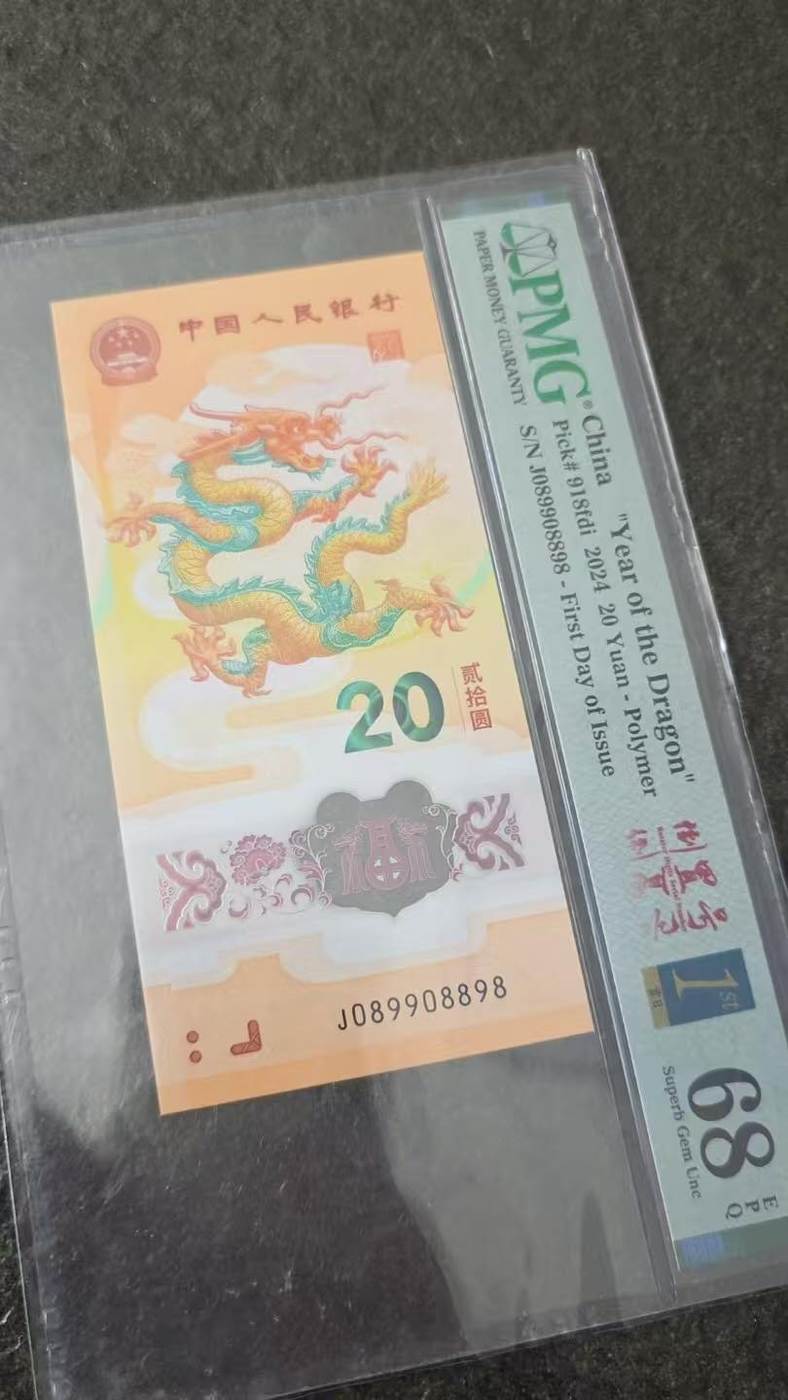 中国人民银行
20
贰拾圆
福
J089908898
PMG®
PAPER MONEY GUARANTY
China
"Year of the Dragon"
Pick# 918fdi 2024 20 Yuan - Polymer
S/N J089908898 - First Day of Issue
1st
68
EPQ
Superb Gem Unc